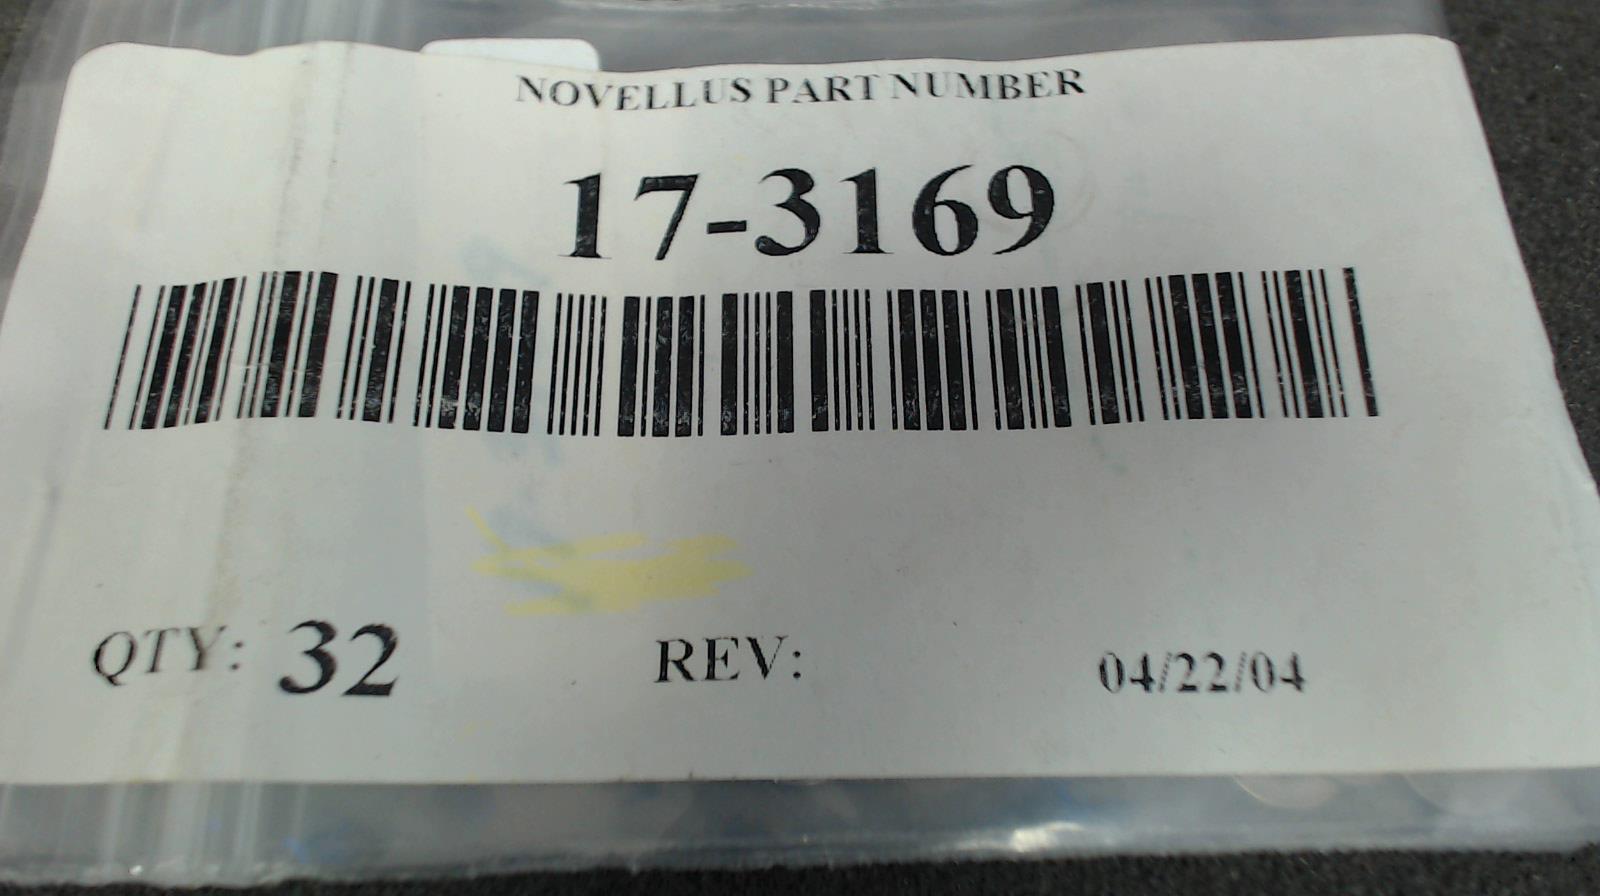 NOVELLUS PART NUMBER
17-3169
QTY: 32 REV: 04/22/04